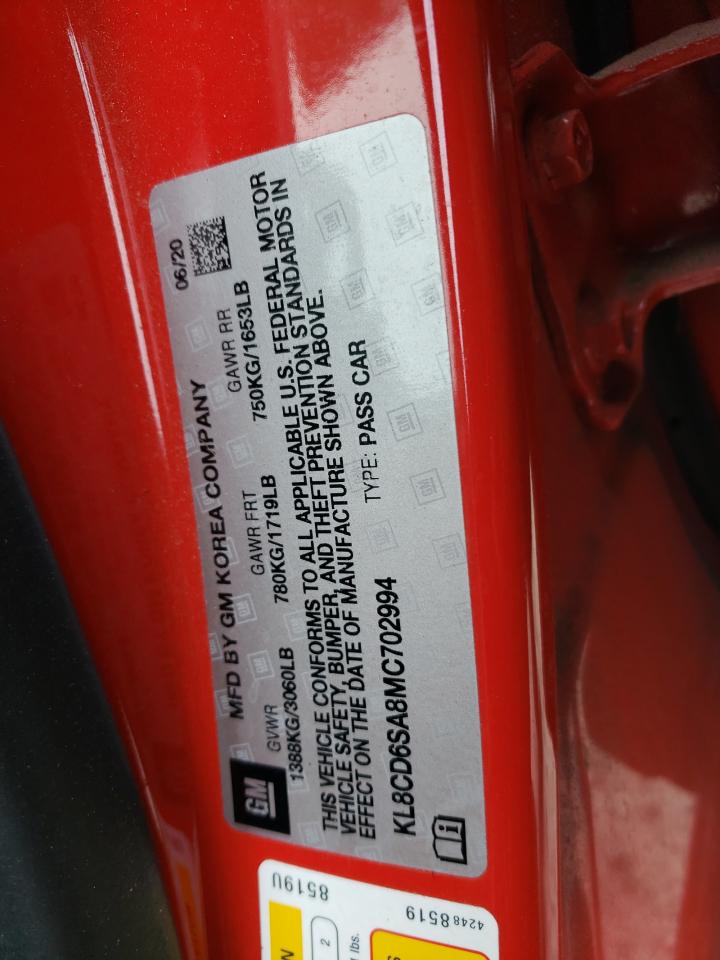 MFD BY GM KOREA COMPANY 06/20
GM
GVWR GAWR FRT GAWR RR
1388KG/3060LB 780KG/1719LB 750KG/1653LB
THIS VEHICLE CONFORMS TO ALL APPLICABLE U.S. FEDERAL MOTOR
VEHICLE SAFETY, BUMPER, AND THEFT PREVENTION STANDARDS IN
EFFECT ON THE DATE OF MANUFACTURE SHOWN ABOVE.
TYPE: PASS CAR
KL8CD6SA8MC702994
8519U
42488519
2
lbs.